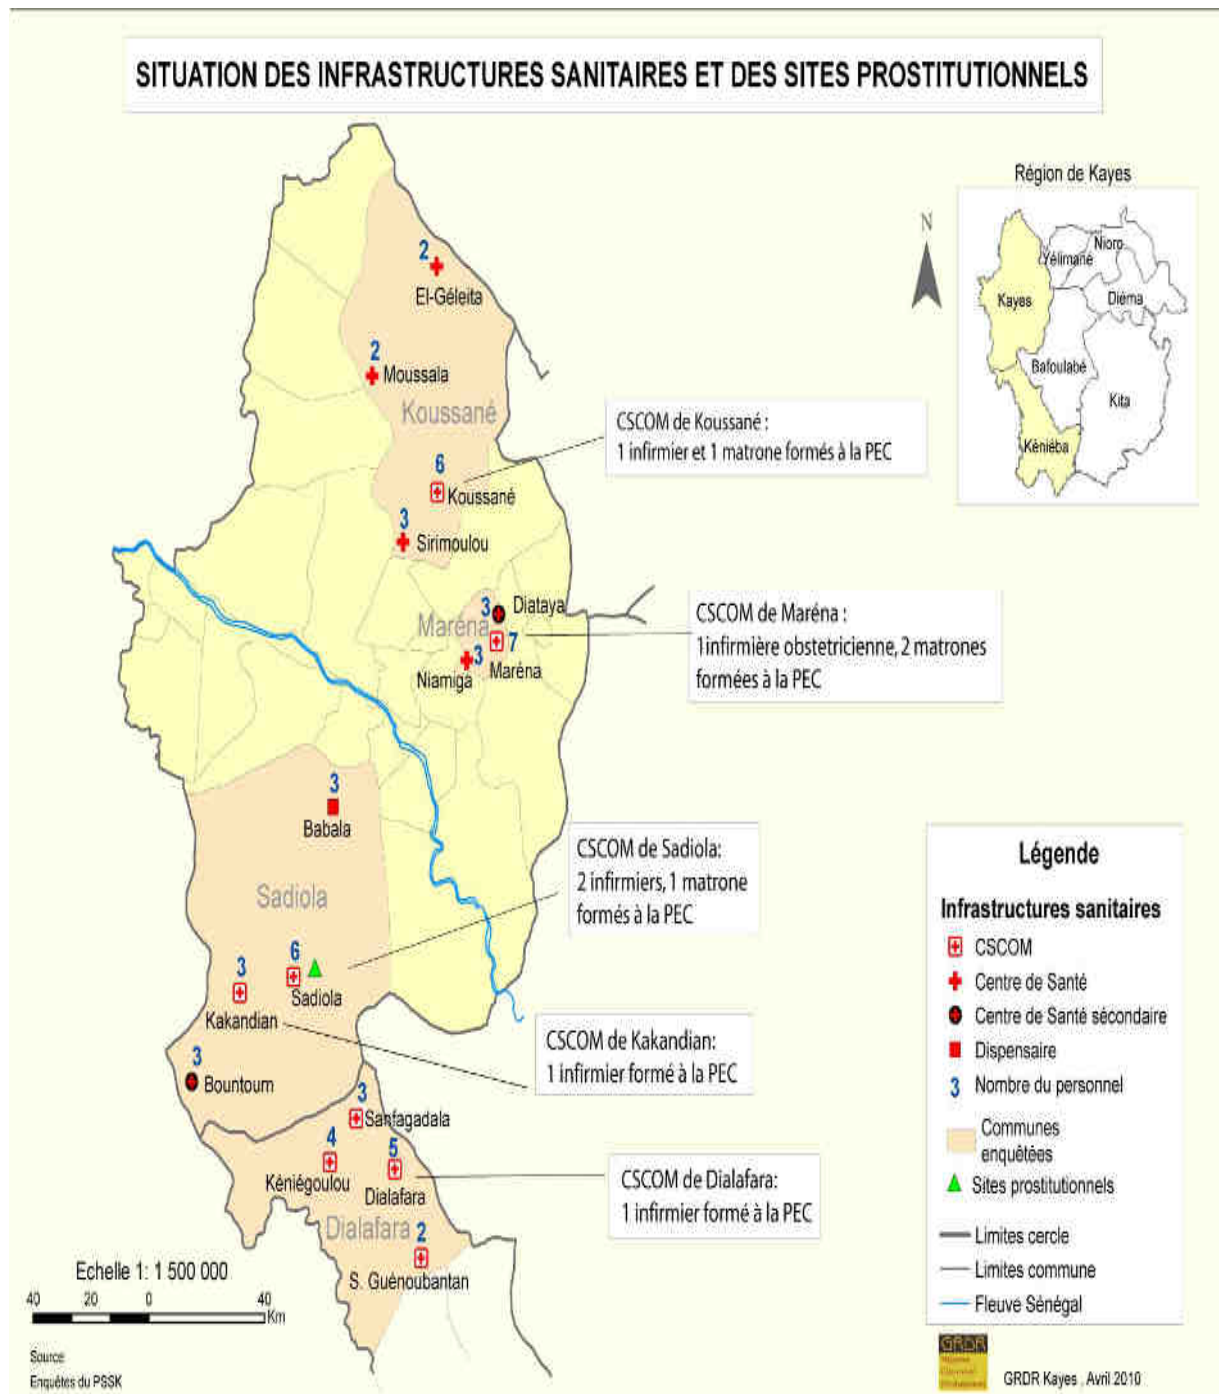 SITUATION DES INFRASTRUCTURES SANITAIRES ET DES SITES PROSTITUTIONNELS
Région de Kayes
N
Nioro
Yélimané
Kayes
Diéma
Bafoulabé
Kita
Kéniéba
2
El-Géleita
2
Moussala
Koussané
CSCOM de Koussané :
1 infirmier et 1 matrone formés à la PEC
6
Koussané
3
Sirimoulou
3
Diataya
Maréna
7
3
Maréna
Niamiga
CSCOM de Maréna :
1infirmière obstetricienne, 2 matrones
formées à la PEC
3
Babala
Sadiola
CSCOM de Sadiola:
2 infirmiers, 1 matrone
formés à la PEC
6
3
Sadiola
Kakandian
CSCOM de Kakandian:
1 infirmier formé à la PEC
3
Bountoum
3
Sanfagadala
4
5
Kéniégoulou
Dialafara
CSCOM de Dialafara:
1 infirmier formé à la PEC
Dialafara
2
S. Guénoubantan
Légende
Infrastructures sanitaires
CSCOM
Centre de Santé
Centre de Santé sécondaire
Dispensaire
3 Nombre du personnel
Communes
enquêtées
Sites prostitutionnels
Limites cercle
Limites commune
Fleuve Sénégal
Echelle 1: 1 500 000
40 20 0 40
Km
Source
Enquêtes du PSSK
GRDR
GRDR Kayes , Avril 2010